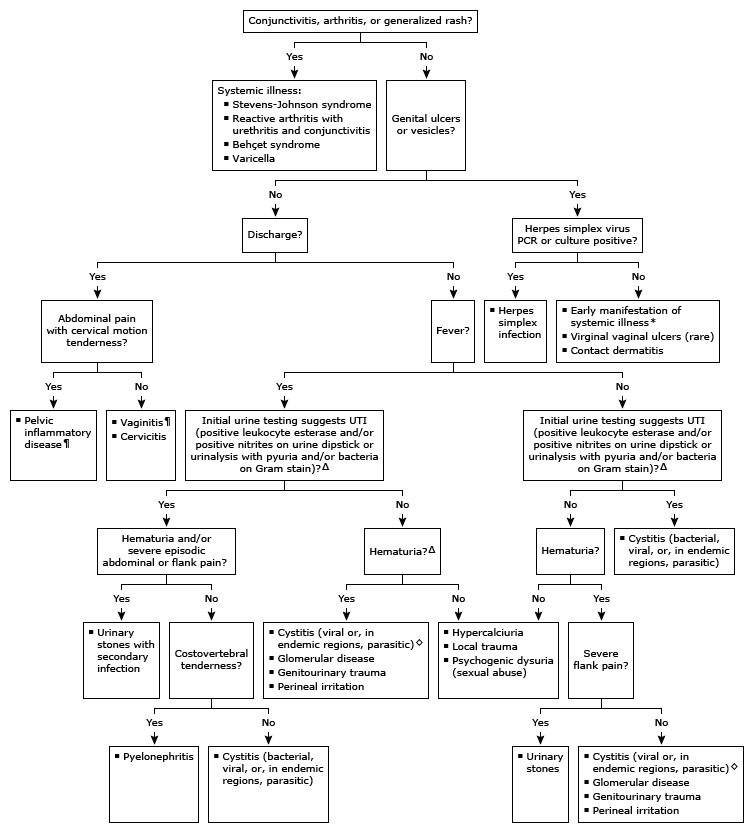 Conjunctivitis, arthritis, or generalized rash?
Yes
No
Systemic illness:
▪ Stevens-Johnson syndrome
▪ Reactive arthritis with
urethritis and conjunctivitis
▪ Behçet syndrome
▪ Varicella
Genital ulcers
or vesicles?
No
Yes
Discharge?
Herpes simplex virus
PCR or culture positive?
Yes
No
Yes
No
Abdominal pain
with cervical motion
tenderness?
Fever?
▪ Herpes
simplex
infection
▪ Early manifestation of
systemic illness*
▪ Virginal vaginal ulcers (rare)
▪ Contact dermatitis
Yes
No
Yes
No
▪ Pelvic
inflammatory
disease¶
▪ Vaginitis¶
▪ Cervicitis
Initial urine testing suggests UTI
(positive leukocyte esterase and/or
positive nitrites on urine dipstick or
urinalysis with pyuria and/or bacteria
on Gram stain)?Δ
Initial urine testing suggests UTI
(positive leukocyte esterase and/or
positive nitrites on urine dipstick or
urinalysis with pyuria and/or bacteria
on Gram stain)?Δ
Yes
No
No
Yes
Hematuria and/or
severe episodic
abdominal or flank pain?
Hematuria?Δ
Hematuria?
▪ Cystitis (bacterial,
viral, or, in endemic
regions, parasitic)
Yes
No
Yes
No
No
Yes
▪ Urinary
stones with
secondary
infection
Costovertebral
tenderness?
▪ Cystitis (viral or, in
endemic regions, parasitic)◇
▪ Glomerular disease
▪ Genitourinary trauma
▪ Perineal irritation
▪ Hypercalciuria
▪ Local trauma
▪ Psychogenic dysuria
(sexual abuse)
Severe
flank pain?
Yes
No
Yes
No
▪ Pyelonephritis
▪ Cystitis (bacterial,
viral, or, in endemic
regions, parasitic)
▪ Urinary
stones
▪ Cystitis (viral or, in
endemic regions, parasitic)◇
▪ Glomerular disease
▪ Genitourinary trauma
▪ Perineal irritation